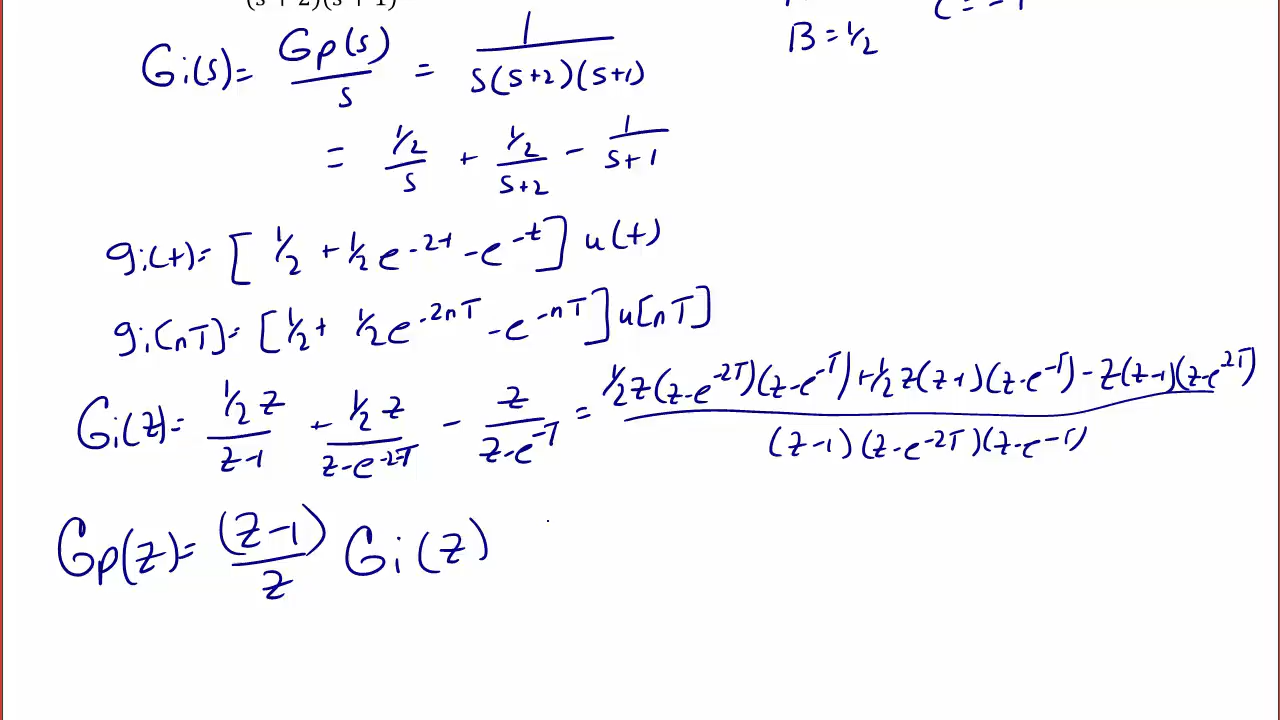 (s + 2)(s + 1)
B = 1/2
Gi(s) = Gp(s)/s = 1/(s(s+2)(s+1))
= (1/2)/s + (1/2)/(s+2) - 1/(s+1)
gi(t) = [1/2 + 1/2 e^-2t - e^-t] u(t)
gi[nT] = [1/2 + 1/2 e^-2nT - e^-nT] u[nT]
Gi(z) = (1/2 z)/(z-1) + (1/2 z)/(z-e^-2T) - z/(z-e^-T) = (1/2 z(z-e^-2T)(z-e^-T) + 1/2 z(z-1)(z-e^-T) - z(z-1)(z-e^2T))/((z-1)(z-e^-2T)(z-e^-T))
Gp(z) = (z-1)/z Gi(z)